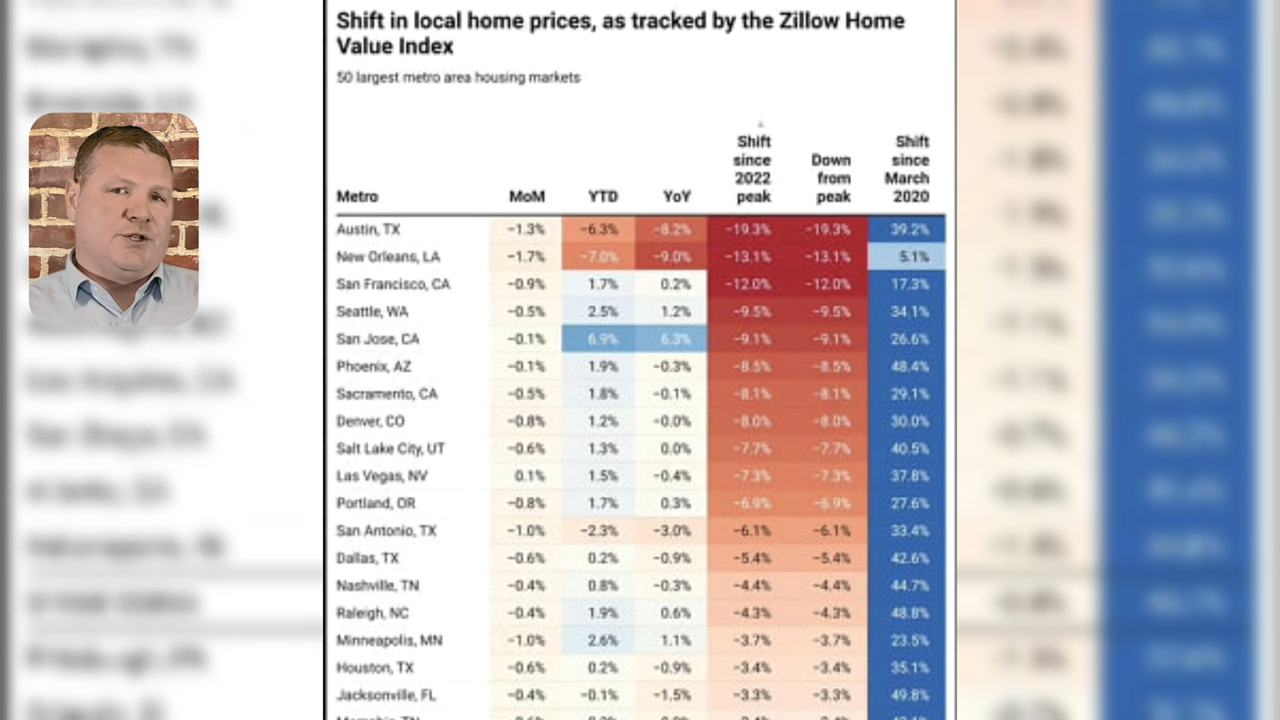 Shift in local home prices, as tracked by the Zillow Home
Value Index
50 largest metro area housing markets
Metro MoM YTD YoY Shift since 2022 peak Down from peak Shift since March 2020
Austin, TX −1.3% −6.3% −8.2% −19.3% −19.3% 39.2%
New Orleans, LA −1.7% −7.0% −9.0% −13.1% −13.1% 5.1%
San Francisco, CA −0.9% 1.7% 0.2% −12.0% −12.0% 17.3%
Seattle, WA −0.5% 2.5% 1.2% −9.5% −9.5% 34.1%
San Jose, CA −0.1% 6.9% 6.3% −9.1% −9.1% 26.6%
Phoenix, AZ −0.1% 1.9% −0.3% −8.5% −8.5% 48.4%
Sacramento, CA −0.5% 1.8% −0.1% −8.1% −8.1% 29.1%
Denver, CO −0.8% 1.2% −0.0% −8.0% −8.0% 30.0%
Salt Lake City, UT −0.6% 1.3% 0.0% −7.7% −7.7% 40.5%
Las Vegas, NV 0.1% 1.5% −0.4% −7.3% −7.3% 37.8%
Portland, OR −0.8% 1.7% 0.3% −6.9% −6.9% 27.6%
San Antonio, TX −1.0% −2.3% −3.0% −6.1% −6.1% 33.4%
Dallas, TX −0.6% 0.2% −0.9% −5.4% −5.4% 42.6%
Nashville, TN −0.4% 0.8% −0.3% −4.4% −4.4% 44.7%
Raleigh, NC −0.4% 1.9% 0.6% −4.3% −4.3% 48.8%
Minneapolis, MN −1.0% 2.6% 1.1% −3.7% −3.7% 23.5%
Houston, TX −0.6% 0.2% −0.9% −3.4% −3.4% 35.1%
Jacksonville, FL −0.4% −0.1% −1.5% −3.3% −3.3% 49.8%